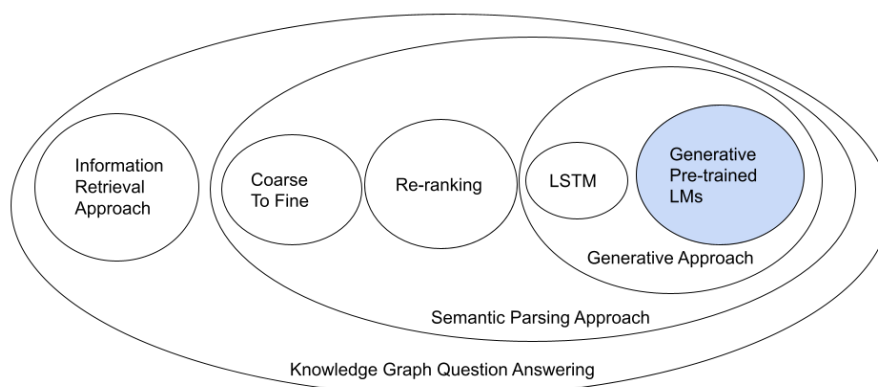 Information
Retrieval
Approach
Coarse
To Fine
Re-ranking
LSTM
Generative
Pre-trained
LMs
Generative Approach
Semantic Parsing Approach
Knowledge Graph Question Answering